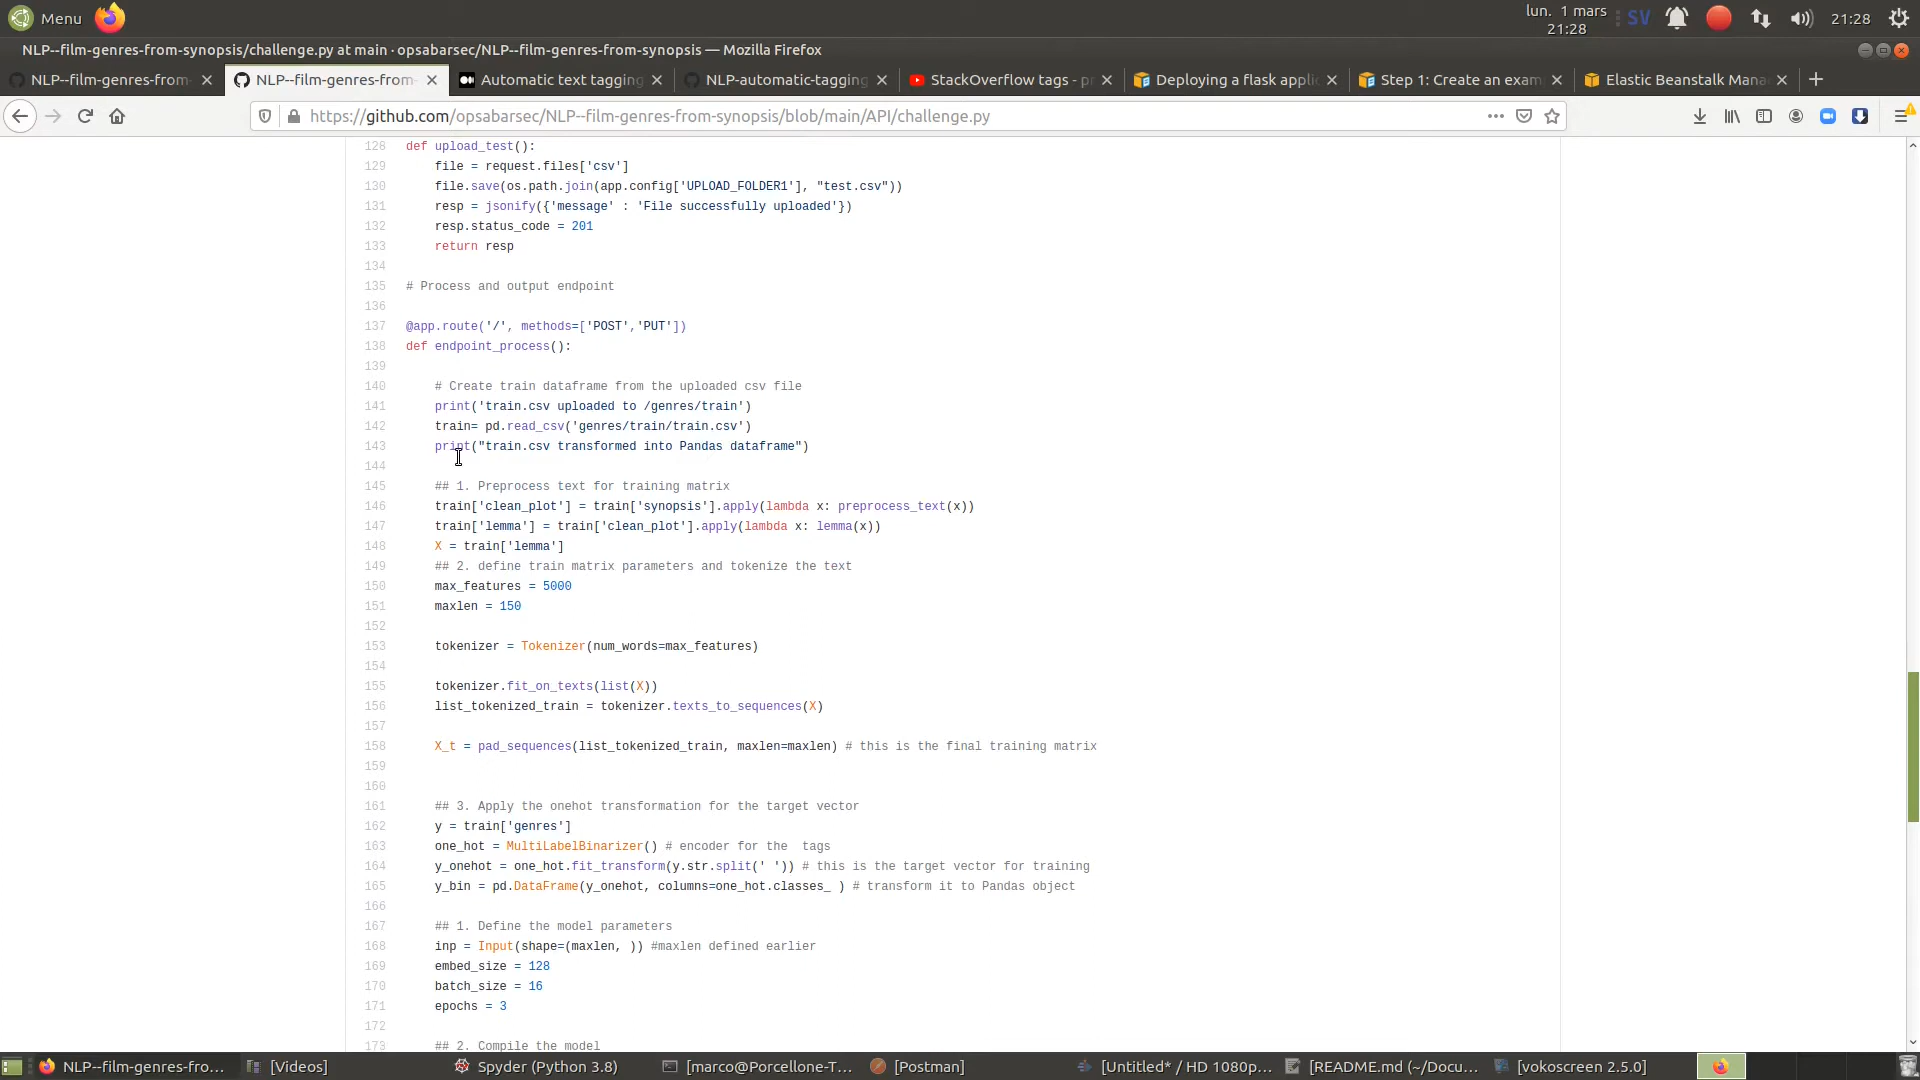 Menu
lun. 1 mars
21:28
SV
21:28
NLP--film-genres-from-synopsis/challenge.py at main · opsabarsec/NLP--film-genres-from-synopsis — Mozilla Firefox
NLP--film-genres-from-
NLP--film-genres-from-
Automatic text tagging
NLP-automatic-tagging
StackOverflow tags - pr
Deploying a flask applic
Step 1: Create an exam
Elastic Beanstalk Mana
https://github.com/opsabarsec/NLP--film-genres-from-synopsis/blob/main/API/challenge.py
128 def upload_test():
129 file = request.files['csv']
130 file.save(os.path.join(app.config['UPLOAD_FOLDER1'], "test.csv"))
131 resp = jsonify({'message' : 'File successfully uploaded'})
132 resp.status_code = 201
133 return resp
134
135 # Process and output endpoint
136
137 @app.route('/', methods=['POST','PUT'])
138 def endpoint_process():
139
140 # Create train dataframe from the uploaded csv file
141 print('train.csv uploaded to /genres/train')
142 train= pd.read_csv('genres/train/train.csv')
143 print("train.csv transformed into Pandas dataframe")
144
145 ## 1. Preprocess text for training matrix
146 train['clean_plot'] = train['synopsis'].apply(lambda x: preprocess_text(x))
147 train['lemma'] = train['clean_plot'].apply(lambda x: lemma(x))
148 X = train['lemma']
149 ## 2. define train matrix parameters and tokenize the text
150 max_features = 5000
151 maxlen = 150
152
153 tokenizer = Tokenizer(num_words=max_features)
154
155 tokenizer.fit_on_texts(list(X))
156 list_tokenized_train = tokenizer.texts_to_sequences(X)
157
158 X_t = pad_sequences(list_tokenized_train, maxlen=maxlen) # this is the final training matrix
159
160
161 ## 3. Apply the onehot transformation for the target vector
162 y = train['genres']
163 one_hot = MultiLabelBinarizer() # encoder for the  tags
164 y_onehot = one_hot.fit_transform(y.str.split(' ')) # this is the target vector for training
165 y_bin = pd.DataFrame(y_onehot, columns=one_hot.classes_ ) # transform it to Pandas object
166
167 ## 1. Define the model parameters
168 inp = Input(shape=(maxlen, )) #maxlen defined earlier
169 embed_size = 128
170 batch_size = 16
171 epochs = 3
172
173 ## 2. Compile the model
NLP--film-genres-fro...
[Videos]
Spyder (Python 3.8)
[marco@Porcellone-T...
[Postman]
[Untitled* / HD 1080p...
[README.md (~/Docu...
[vokoscreen 2.5.0]